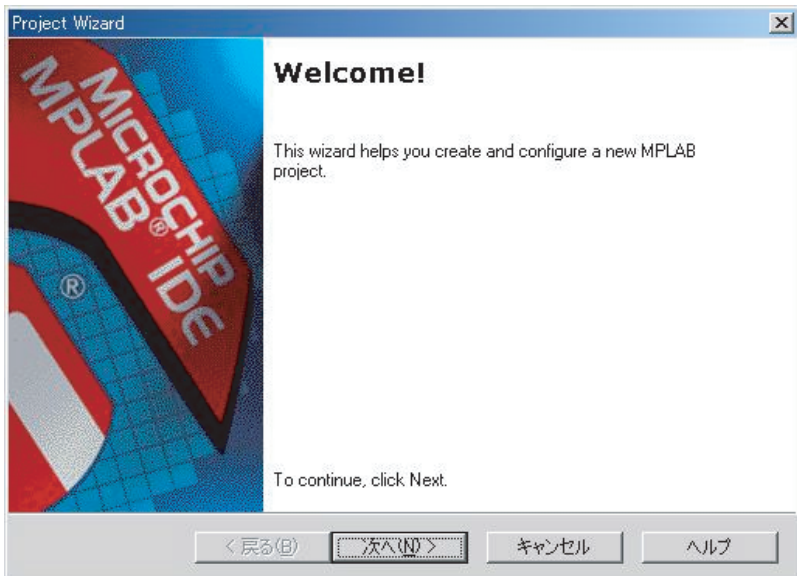 Project Wizard
MICROCHIP
MPLAB® IDE
®
Welcome!
This wizard helps you create and configure a new MPLAB
project.
To continue, click Next.
< 戻る(B)
次へ(N) >
キャンセル
ヘルプ